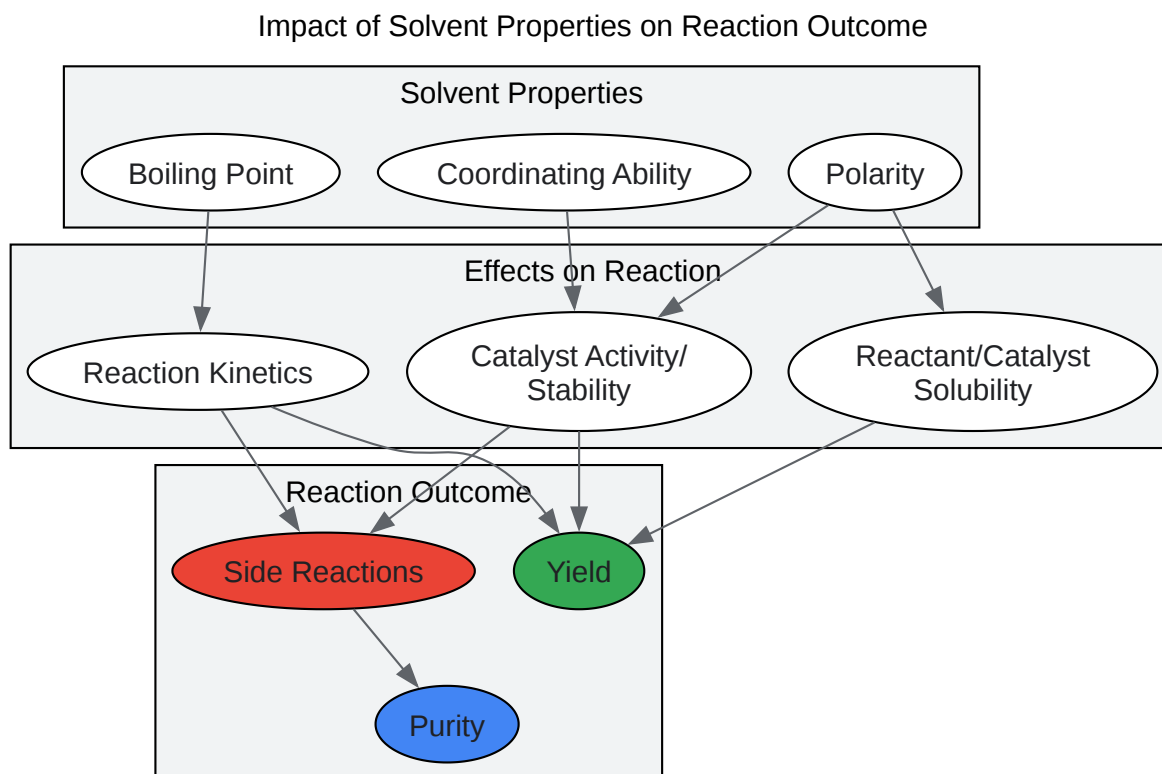 Impact of Solvent Properties on Reaction Outcome
Solvent Properties
Boiling Point
Coordinating Ability
Polarity
Effects on Reaction
Reaction Kinetics
Catalyst Activity/
Stability
Reactant/Catalyst
Solubility
Reaction Outcome
Side Reactions
Yield
Purity